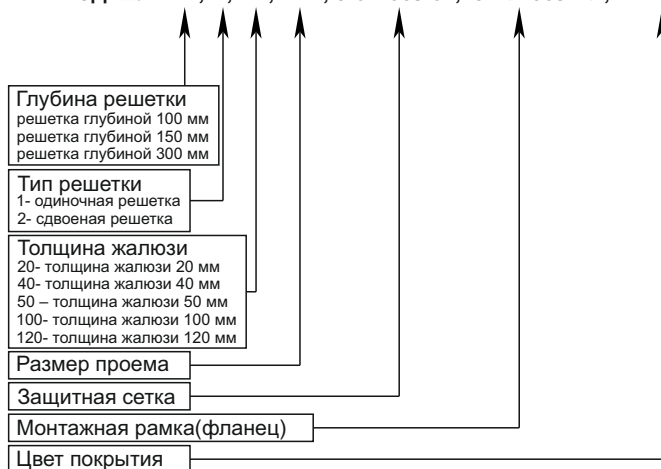 Глубина решетки
решетка глубиной 100 мм
решетка глубиной 150 мм
решетка глубиной 300 мм
Тип решетки
1- одиночная решетка
2- сдвоеная решетка
Толщина жалюзи
20- толщина жалюзи 20 мм
40- толщина жалюзи 40 мм
50 – толщина жалюзи 50 мм
100- толщина жалюзи 100 мм
120- толщина жалюзи 120 мм
Размер проема
Защитная сетка
Монтажная рамка(фланец)
Цвет покрытия